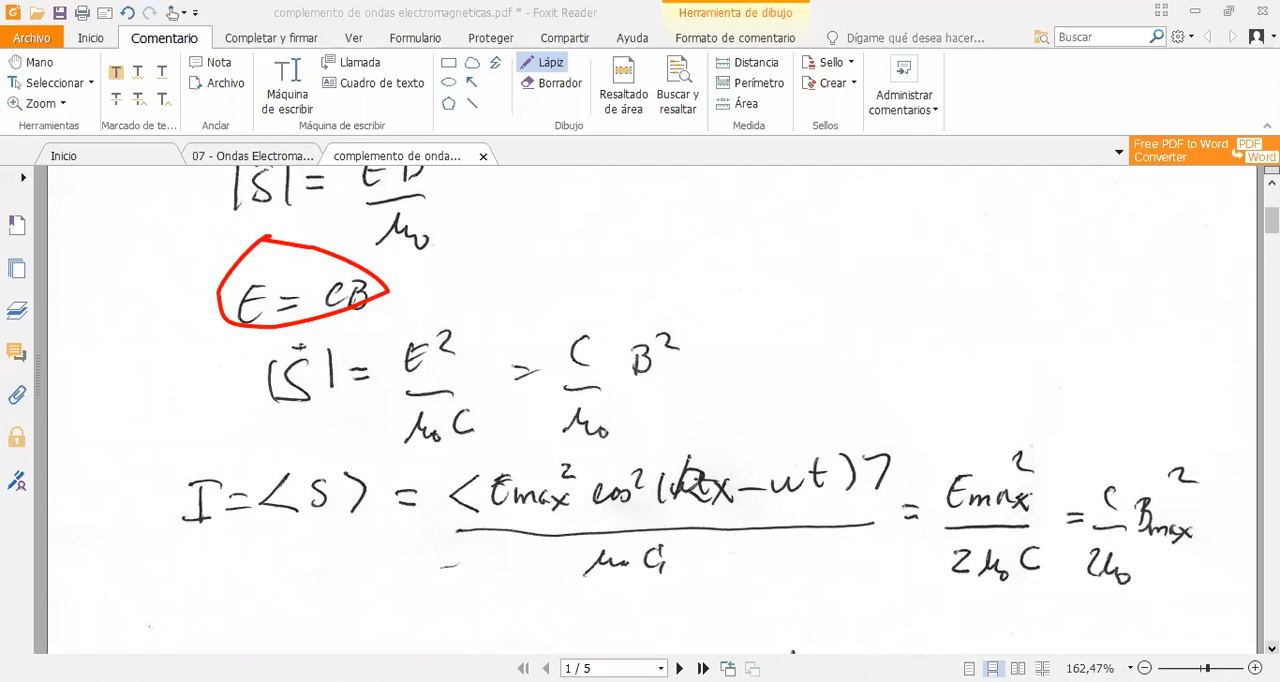 complemento de ondas electromagneticas.pdf * - Foxit Reader
Herramienta de dibujo
Archivo Inicio Comentario Completar y firmar Ver Formulario Proteger Compartir Ayuda Formato de comentario Dígame qué desea hacer... Buscar
Mano
Seleccionar
Zoom
Herramientas
Marcado de te...
Nota
Archivo
Andar
Máquina de escribir
Llamada
Cuadro de texto
Máquina de escribir
Lápiz
Borrador
Dibujo
Resaltado de área
Buscar y resaltar
Distancia
Perímetro
Área
Medida
Sello
Crear
Sellos
Administrar comentarios
Inicio
07 - Ondas Electroma...
complemento de onda...
Free PDF to Word Converter
PDF
Word
|S| = EB / μ₀
E = CB
|S⃗| = E² / μ₀C = C / μ₀ B²
I = <S> = <Emax² cos² (kx - ωt)> / μ₀C = Emax² / 2μ₀C = C / 2μ₀ Bmax²
1 / 5
162,47%